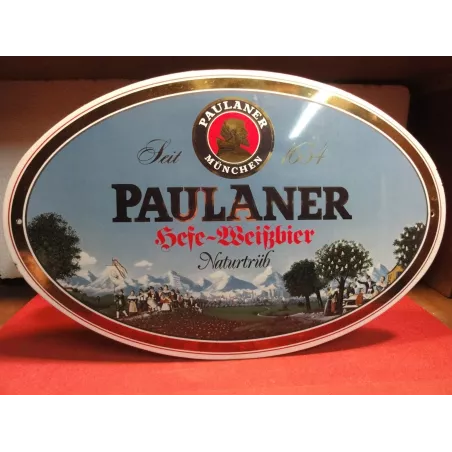 PAULANER
MÜNCHEN
Seit 1634
PAULANER
Hefe-Weißbier
Naturtrüb